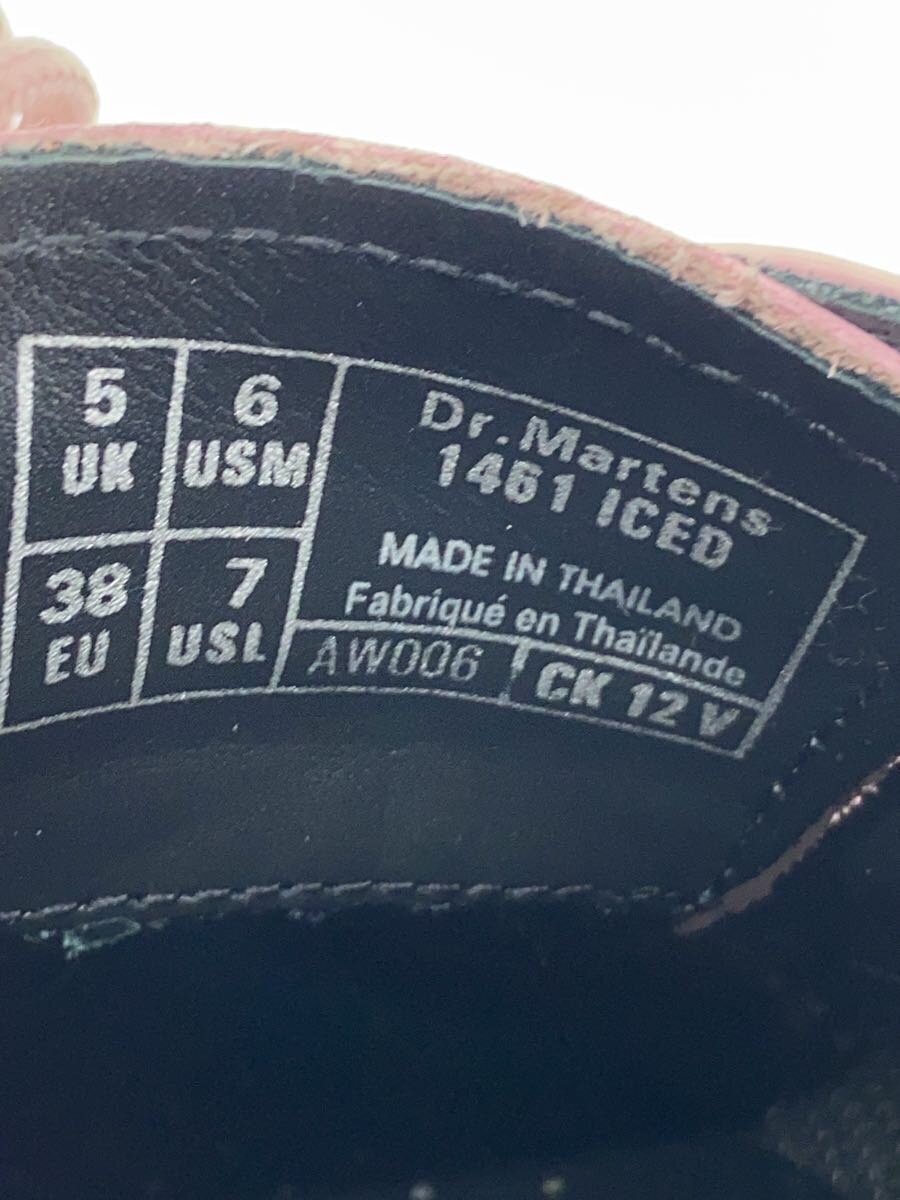 5
UK
6
USM
38
EU
7
USL
Dr.Martens
1461 ICED
MADE IN THAILAND
Fabriqué en Thaïlande
AW006
CK 12 V